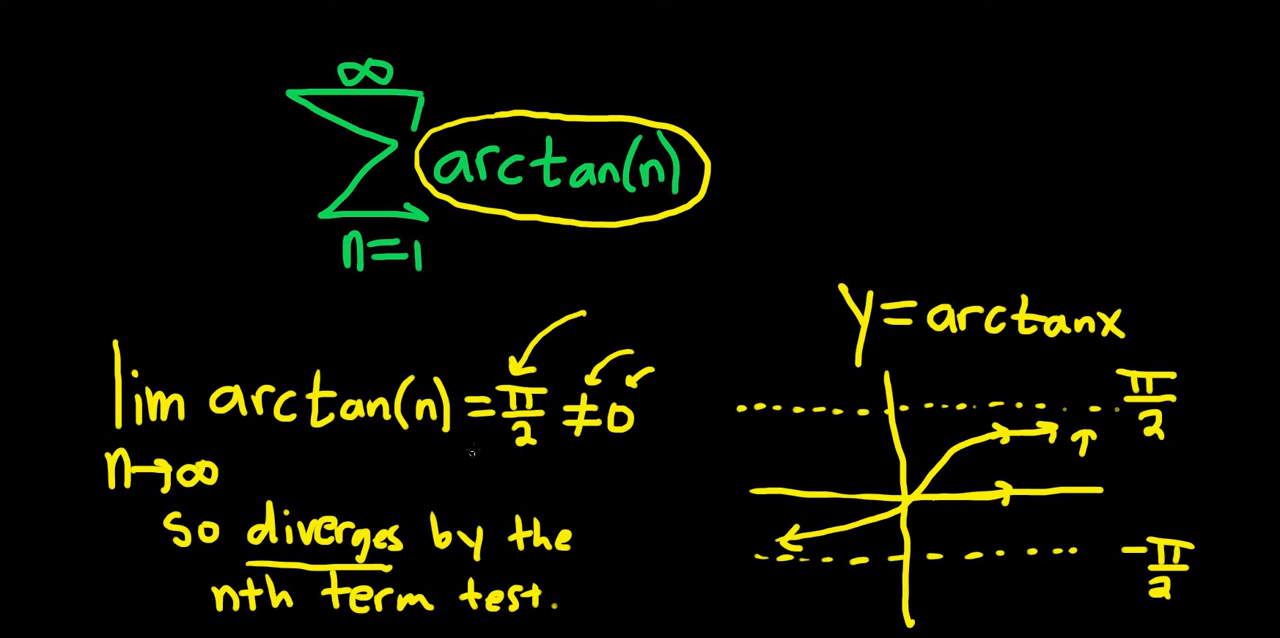 ∞
∑ arctan(n)
n=1
lim arctan(n) = π/2 ≠ 0
n→∞
so diverges by the
nth term test.
y = arctanx
π/2
-π/2